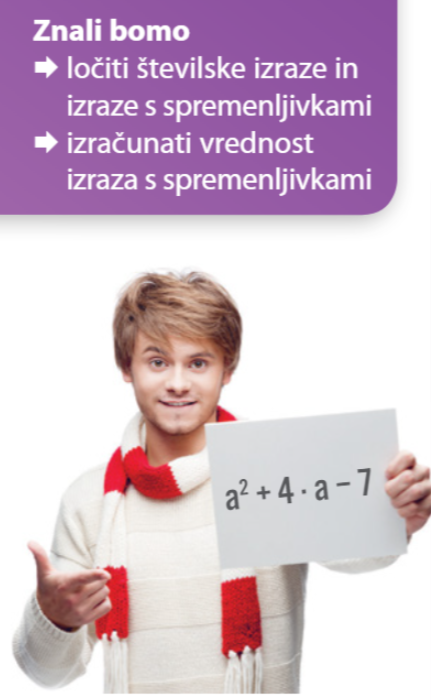 Znali bomo
➡ ločiti številske izraze in
izraze s spremenljivkami
➡ izračunati vrednost
izraza s spremenljivkami
a² + 4 · a − 7